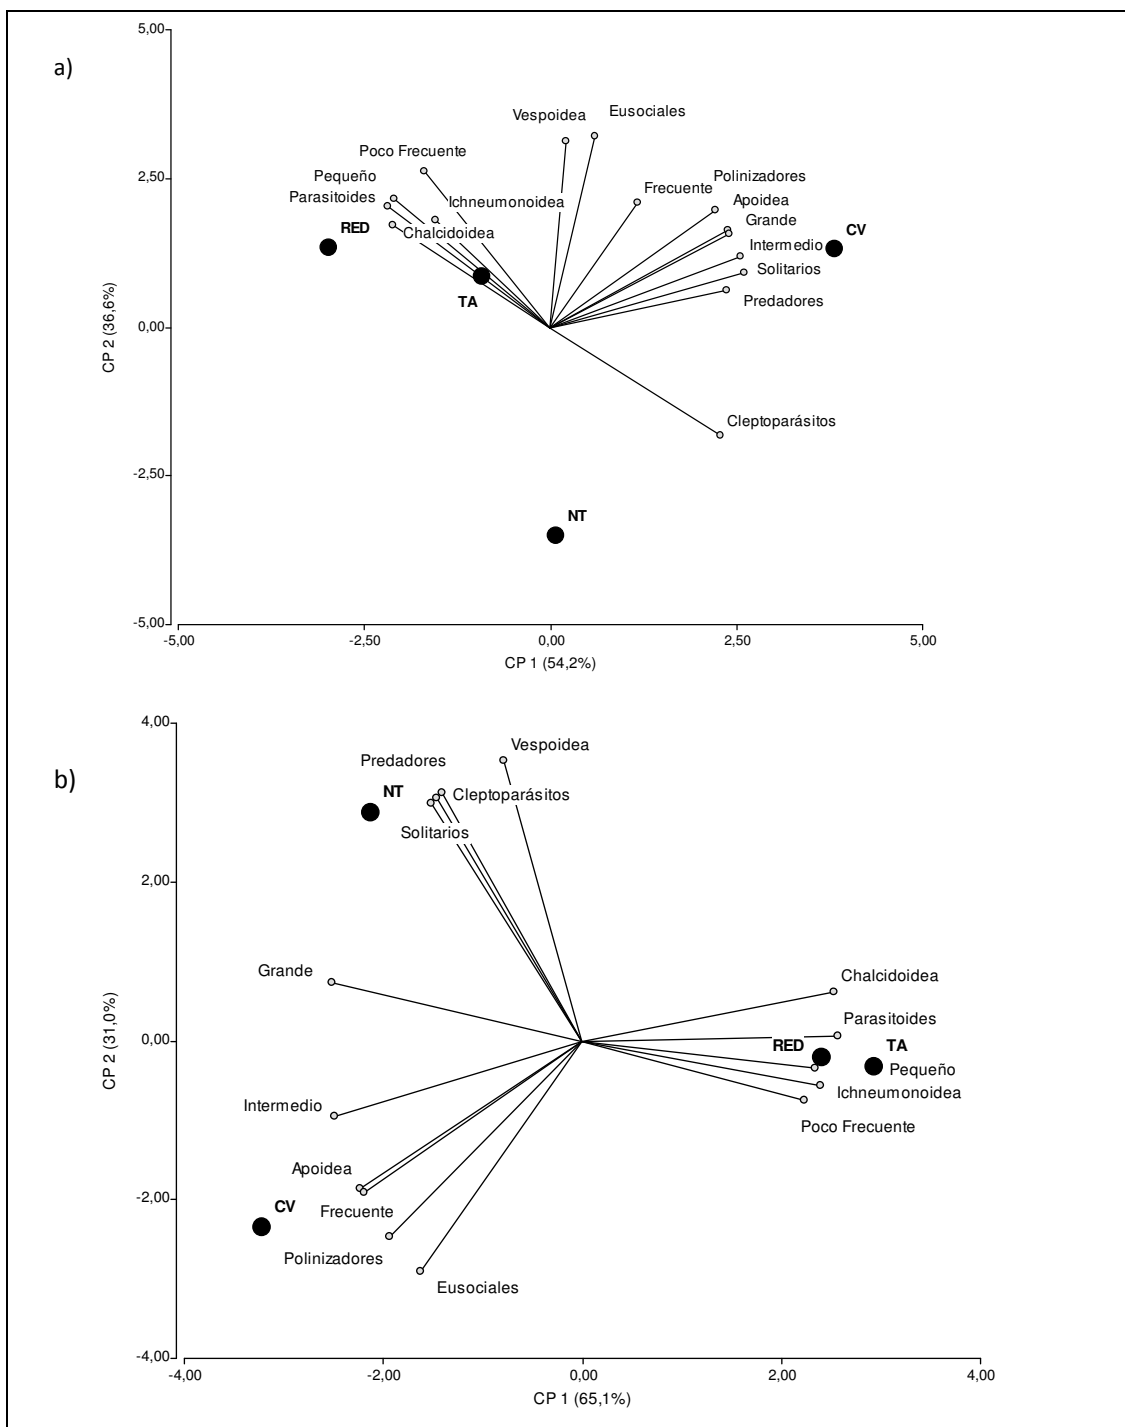 a)
5,00
Vespoidea
Eusociales
Poco Frecuente
Pequeño
Polinizadores
Parasitoides
Ichneumonoidea
Frecuente
Apoidea
Grande
RED
Chalcidoidea
CV
Intermedio
Solitarios
TA
Predadores
2,50
0,00
CP 2 (36,6%)
Cleptoparásitos
-2,50
NT
-5,00
-5,00 -2,50 0,00 2,50 5,00
CP 1 (54,2%)
b)
4,00
Vespoidea
Predadores
NT
Cleptoparásitos
Solitarios
2,00
Grande
Chalcidoidea
Parasitoides
0,00
CP 2 (31,0%)
RED
TA
Pequeño
Intermedio
Ichneumonoidea
Poco Frecuente
Apoidea
-2,00
CV
Frecuente
Polinizadores
Eusociales
-4,00
-4,00 -2,00 0,00 2,00 4,00
CP 1 (65,1%)